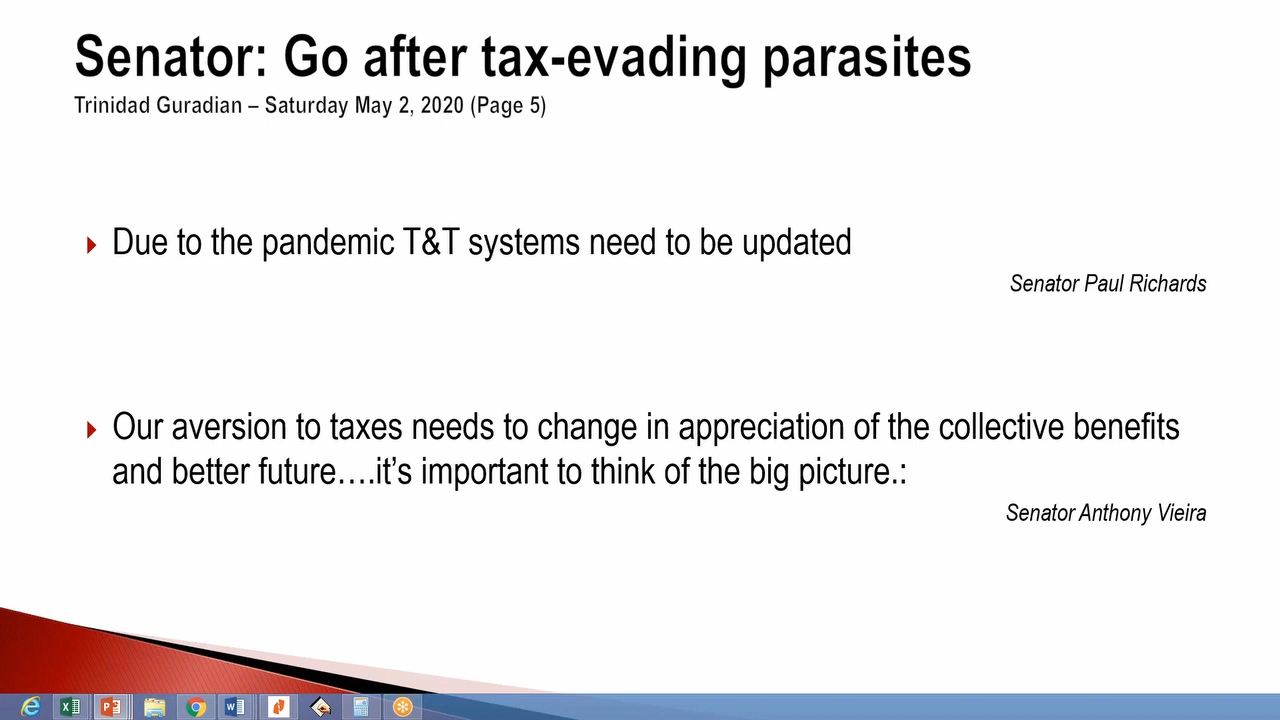 Senator: Go after tax-evading parasites
Trinidad Guradian – Saturday May 2, 2020 (Page 5)
Due to the pandemic T&T systems need to be updated
Senator Paul Richards
Our aversion to taxes needs to change in appreciation of the collective benefits
and better future….it’s important to think of the big picture.:
Senator Anthony Vieira